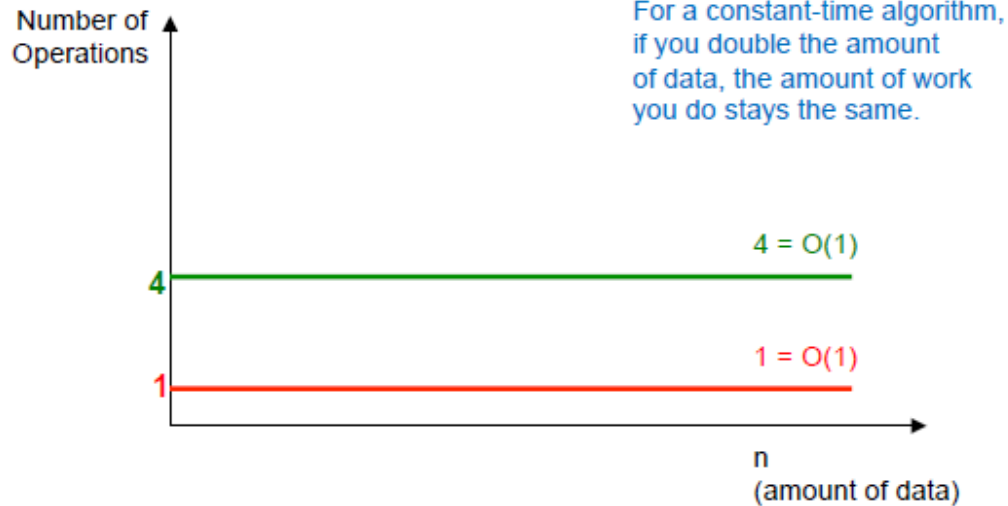 Number of
Operations
For a constant-time algorithm,
if you double the amount
of data, the amount of work
you do stays the same.
4 = O(1)
4
1 = O(1)
1
n
(amount of data)